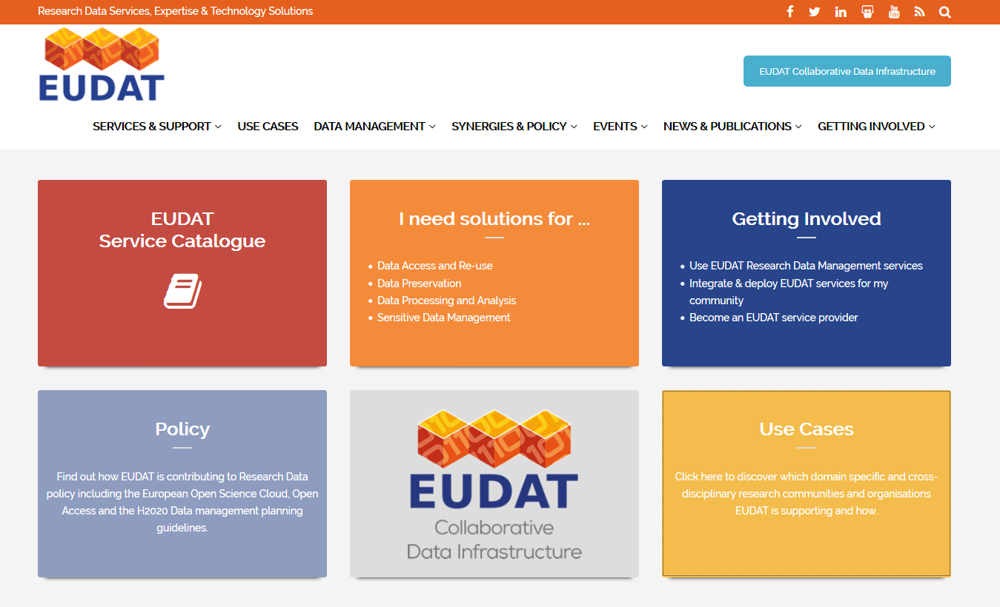 Research Data Services, Expertise & Technology Solutions
EUDAT
EUDAT Collaborative Data Infrastructure
SERVICES & SUPPORT USE CASES DATA MANAGEMENT SYNERGIES & POLICY EVENTS NEWS & PUBLICATIONS GETTING INVOLVED
EUDAT
Service Catalogue
I need solutions for ...
Data Access and Re-use
Data Preservation
Data Processing and Analysis
Sensitive Data Management
Getting Involved
Use EUDAT Research Data Management services
Integrate & deploy EUDAT services for my
community
Become an EUDAT service provider
Policy
Find out how EUDAT is contributing to Research Data
policy including the European Open Science Cloud, Open
Access and the H2020 Data management planning
guidelines.
EUDAT
Collaborative
Data Infrastructure
Use Cases
Click here to discover which domain specific and cross-
disciplinary research communities and organisations
EUDAT is supporting and how.